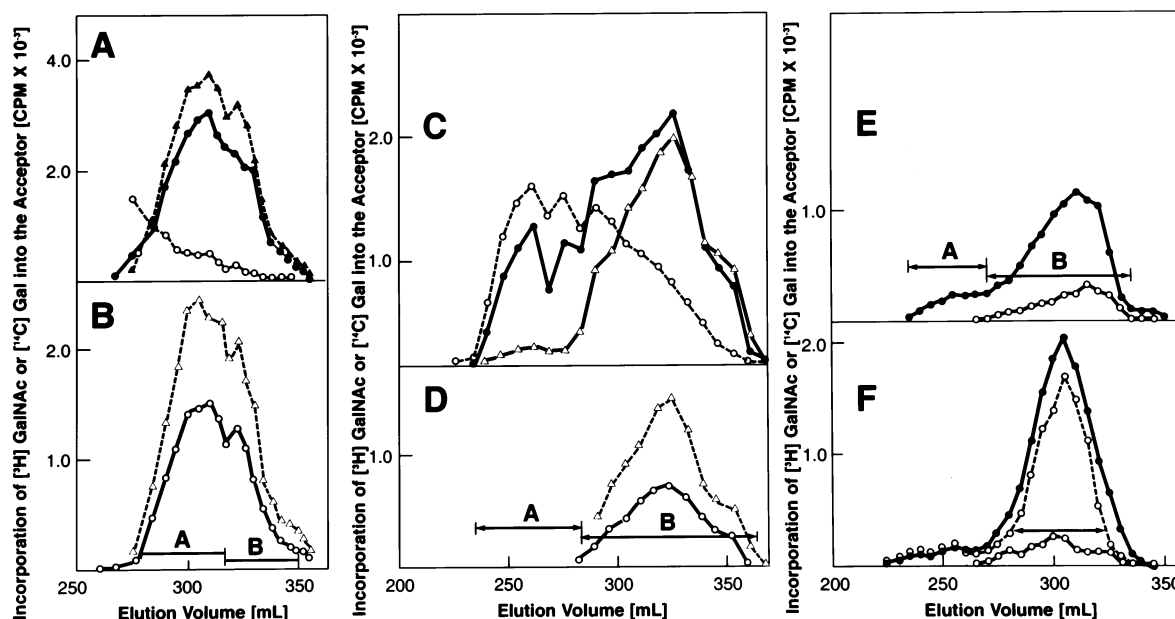 Incorporation of [³H] GalNAc or [¹⁴C] Gal into the Acceptor [CPM X 10⁻³]
A
4.0
2.0
B
2.0
1.0
A
B
250
300
350
Elution Volume [mL]
Incorporation of [³H] GalNAc or [¹⁴C] Gal into the Acceptor [CPM X 10⁻³]
C
2.0
1.0
D
1.0
A
B
200
300
Elution Volume [mL]
Incorporation of [³H] GalNAc or [¹⁴C] Gal into the Acceptor [CPM X 10⁻³]
E
1.0
A
B
F
2.0
1.0
200
250
300
350
Elution Volume [mL]